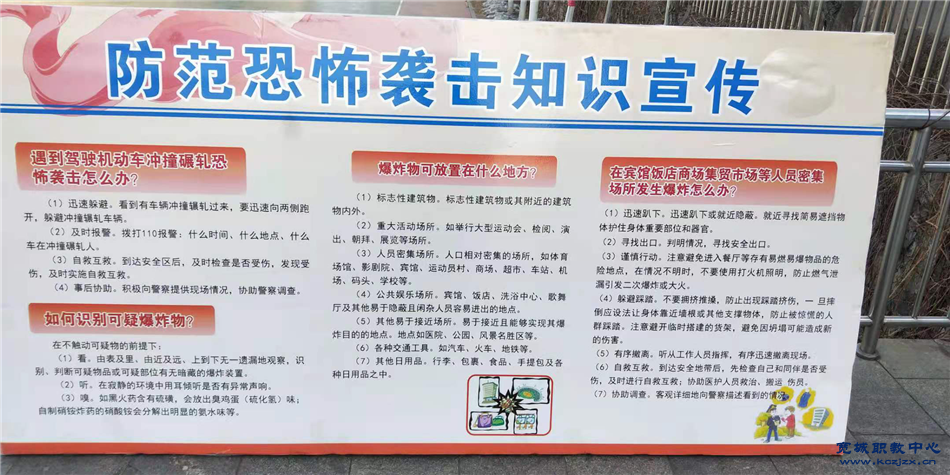 防范恐怖袭击知识宣传
遇到驾驶机动车冲撞碾轧恐
怖袭击怎么办?
（1）迅速躲避。看到有车辆冲撞碾轧过来，要迅速向两侧跑
开，躲避冲撞碾轧车辆。
（2）及时报警。拨打110报警：什么时间、什么地点、什么
车在冲撞碾轧人。
（3）自救互救。到达安全区后，及时检查是否受伤，发现受
伤，及时实施自救互救。
（4）事后协助。积极向警察提供现场情况，协助警察调查。
如何识别可疑爆炸物?
在不触动可疑物的前提下：
（1）看。由表及里、由近及远、上到下无一遗漏地观察，识
别、判断可疑物品或可疑部位有无暗藏的爆炸装置。
（2）听。在寂静的环境中用耳倾听是否有异常声响。
（3）嗅。如黑火药含有硫磺，会放出臭鸡蛋（硫化氢）味；
自制硝铵炸药的硝酸铵会分解出明显的氨水味等。
爆炸物可放置在什么地方?
（1）标志性建筑物。标志性建筑物或其附近的建筑
物内外。
（2）重大活动场所。如举行大型运动会、检阅、演
出、朝拜、展览等场所。
（3）人员密集场所。人口相对密集的场所，如体育
场馆、影剧院、宾馆、运动员村、商场、超市、车站、机
场、码头、学校等。
（4）公共娱乐场所。宾馆、饭店、洗浴中心、歌舞
厅及其他易于隐蔽且闲杂人员容易进出的地点。
（5）其他易于接近场所。易于接近且能够实现其爆
炸目的的地点。地点如医院、公园、风景名胜区等。
（6）各种交通工具。如汽车、火车、地铁等。
（7）其他日用品。行李、包裹、食品、手提包及各
种日用品之中。
在宾馆饭店商场集贸市场等人员密集
场所发生爆炸怎么办?
（1）迅速趴下。迅速趴下或就近隐蔽。就近寻找简易遮挡物
体护住身体重要部位和器官。
（2）寻找出口。判明情况，寻找安全出口。
（3）谨慎行动。注意避免进入餐厅等存有易燃易爆物品的危
险地点，在情况不明时，不要使用打火机照明，防止燃气泄
漏引发二次爆炸或大火。
（4）躲避踩踏。不要拥挤推搡，防止出现踩踏挤伤，一旦摔
倒应设法让身体靠近墙根或其他支撑物体，防止被惊慌的人
群踩踏。注意避开临时搭建的货架，避免因坍塌可能造成新
的伤害。
（5）有序撤离。听从工作人员指挥，有序迅速撤离现场。
（6）自救互救。到达安全地带后，先检查自己和同伴是否受
伤，及时进行自救互救；协助医护人员救治、搬运 伤员。
（7）协助调查。客观详细地向警察描述看到的情况。
宽城职教中心
www.kczjzx.cn